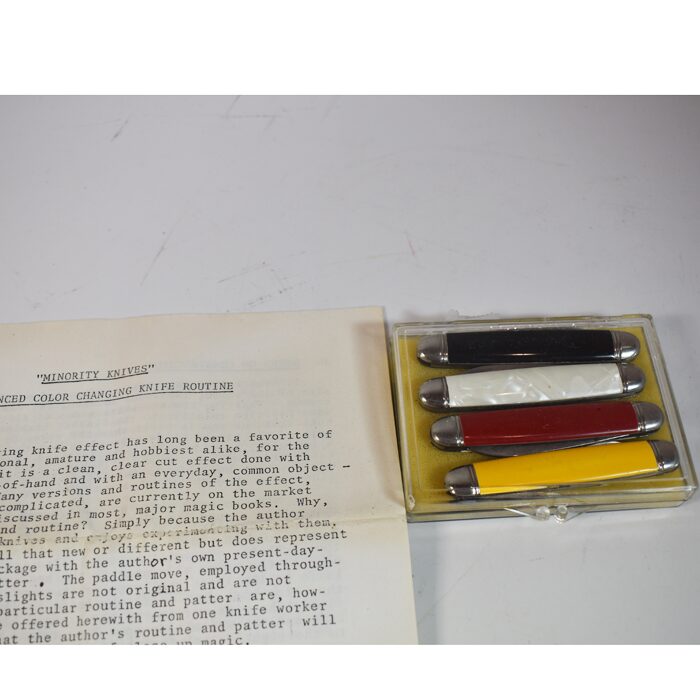 "MINORITY KNIVES"
NCED COLOR CHANGING KNIFE ROUTINE
ing knife effect has long been a favorite of
onal, amature and hobbiest alike, for the
it is a clean, clear cut effect done with
-of-hand and with an everyday, common object -
any versions and routines of the effect,
complicated, are currently on the market
iscussed in most, major magic books. Why,
nd routine? Simply because the author
knives and enjoys experimenting with them.
ll that new or different but does represent
ckage with the author's own present-day-
tter. The paddle move, employed through-
slights are not original and are not
particular routine and patter are, how-
e offered herewith from one knife worker
at the author's routine and patter will
of close up magic.